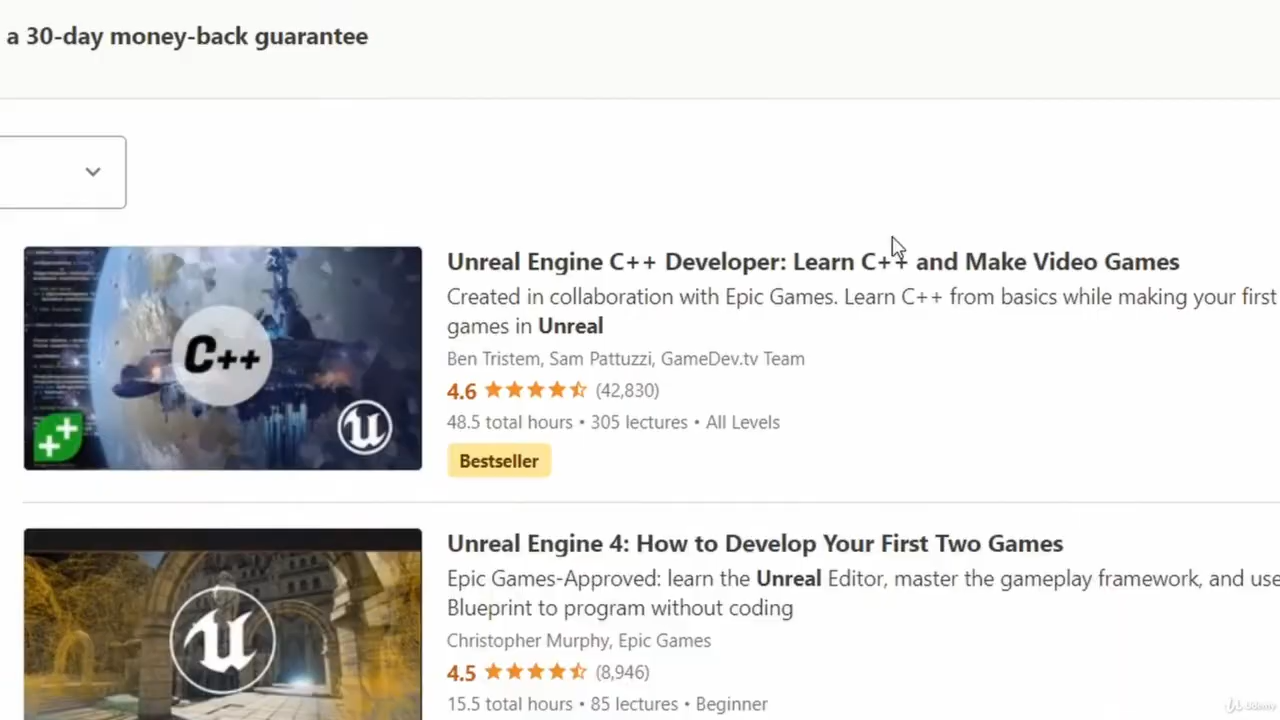 a 30-day money-back guarantee
Unreal Engine C++ Developer: Learn C++ and Make Video Games
Created in collaboration with Epic Games. Learn C++ from basics while making your first
games in Unreal
Ben Tristem, Sam Pattuzzi, GameDev.tv Team
4.6 (42,830)
48.5 total hours • 305 lectures • All Levels
Bestseller
C++
Unreal Engine 4: How to Develop Your First Two Games
Epic Games-Approved: learn the Unreal Editor, master the gameplay framework, and use
Blueprint to program without coding
Christopher Murphy, Epic Games
4.5 (8,946)
15.5 total hours • 85 lectures • Beginner
Udemy